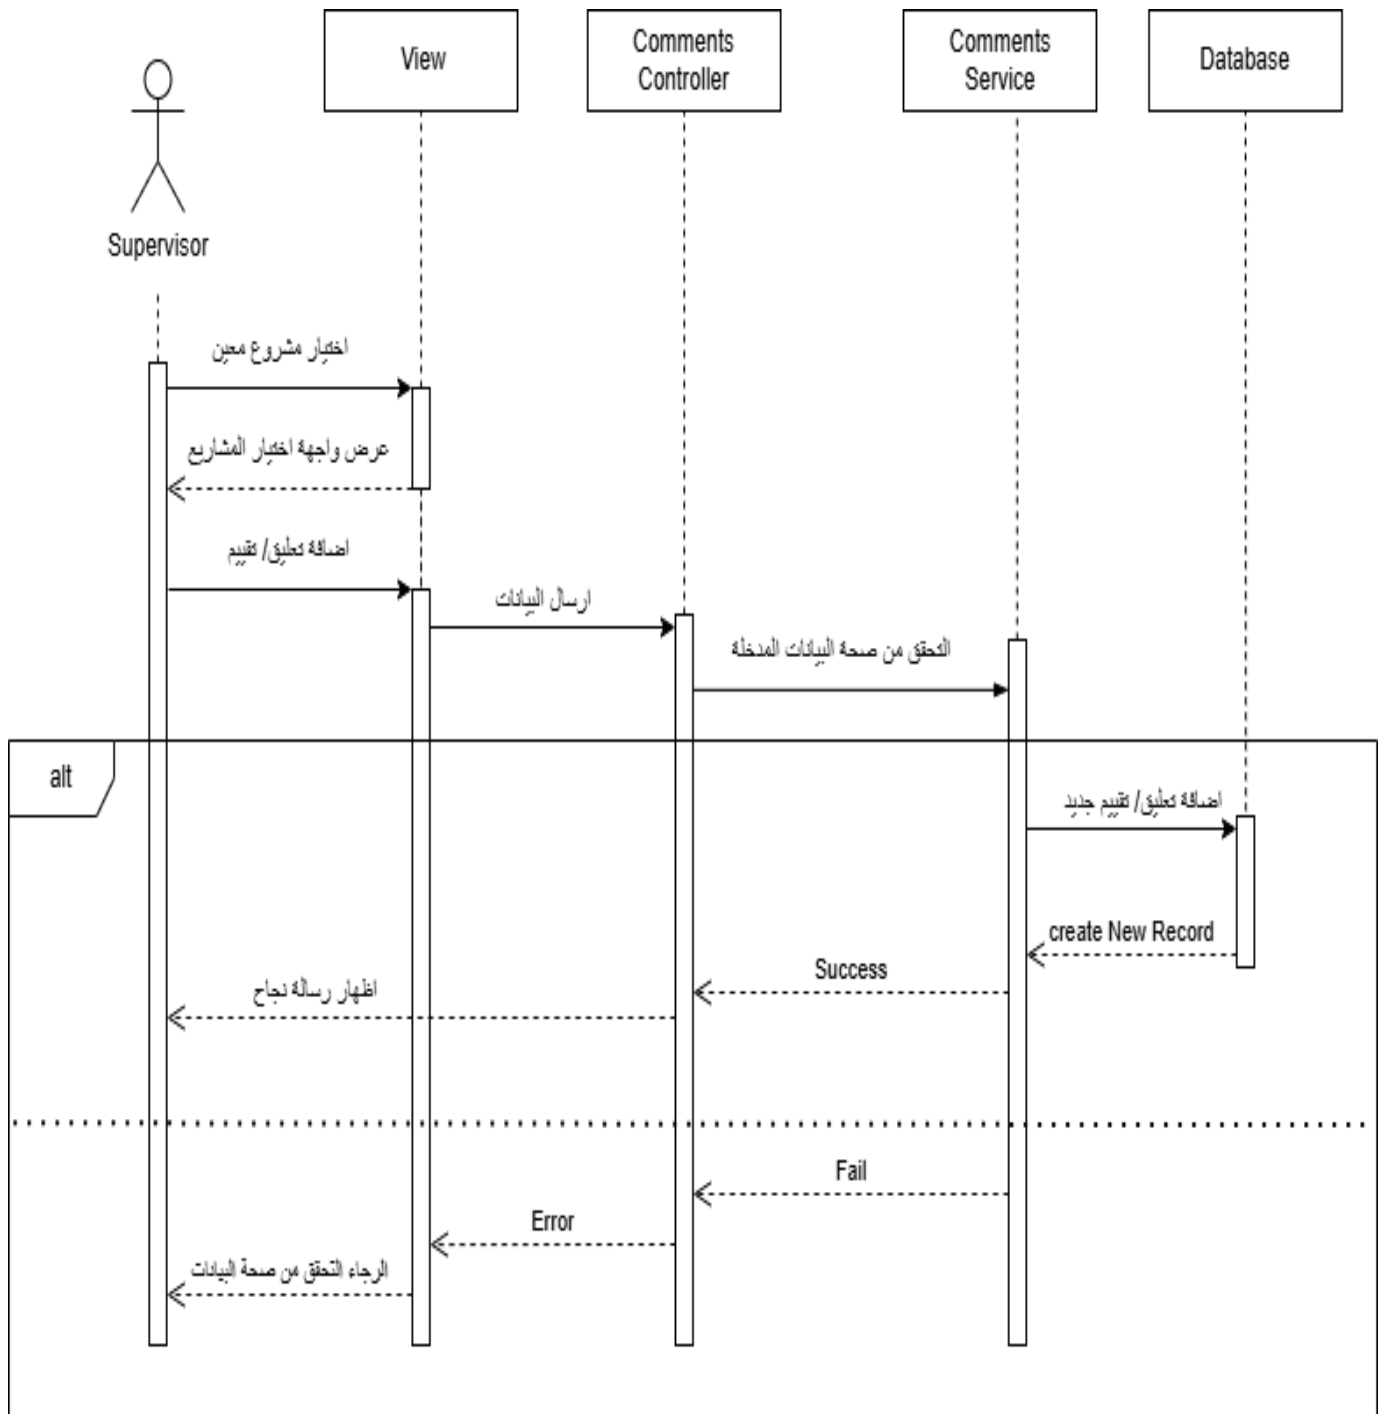 View
Comments
Controller
Comments
Service
Database
Supervisor
اختيار مشروع معين
عرض واجهة اختيار المشاريع
اضافة تعليق/ تقييم
ارسال البيانات
التحقق من صحة البيانات المدخلة
alt
اضافة تعليق/ تقييم جديد
create New Record
Success
اظهار رسالة نجاح
Fail
Error
الرجاء التحقق من صحة البيانات